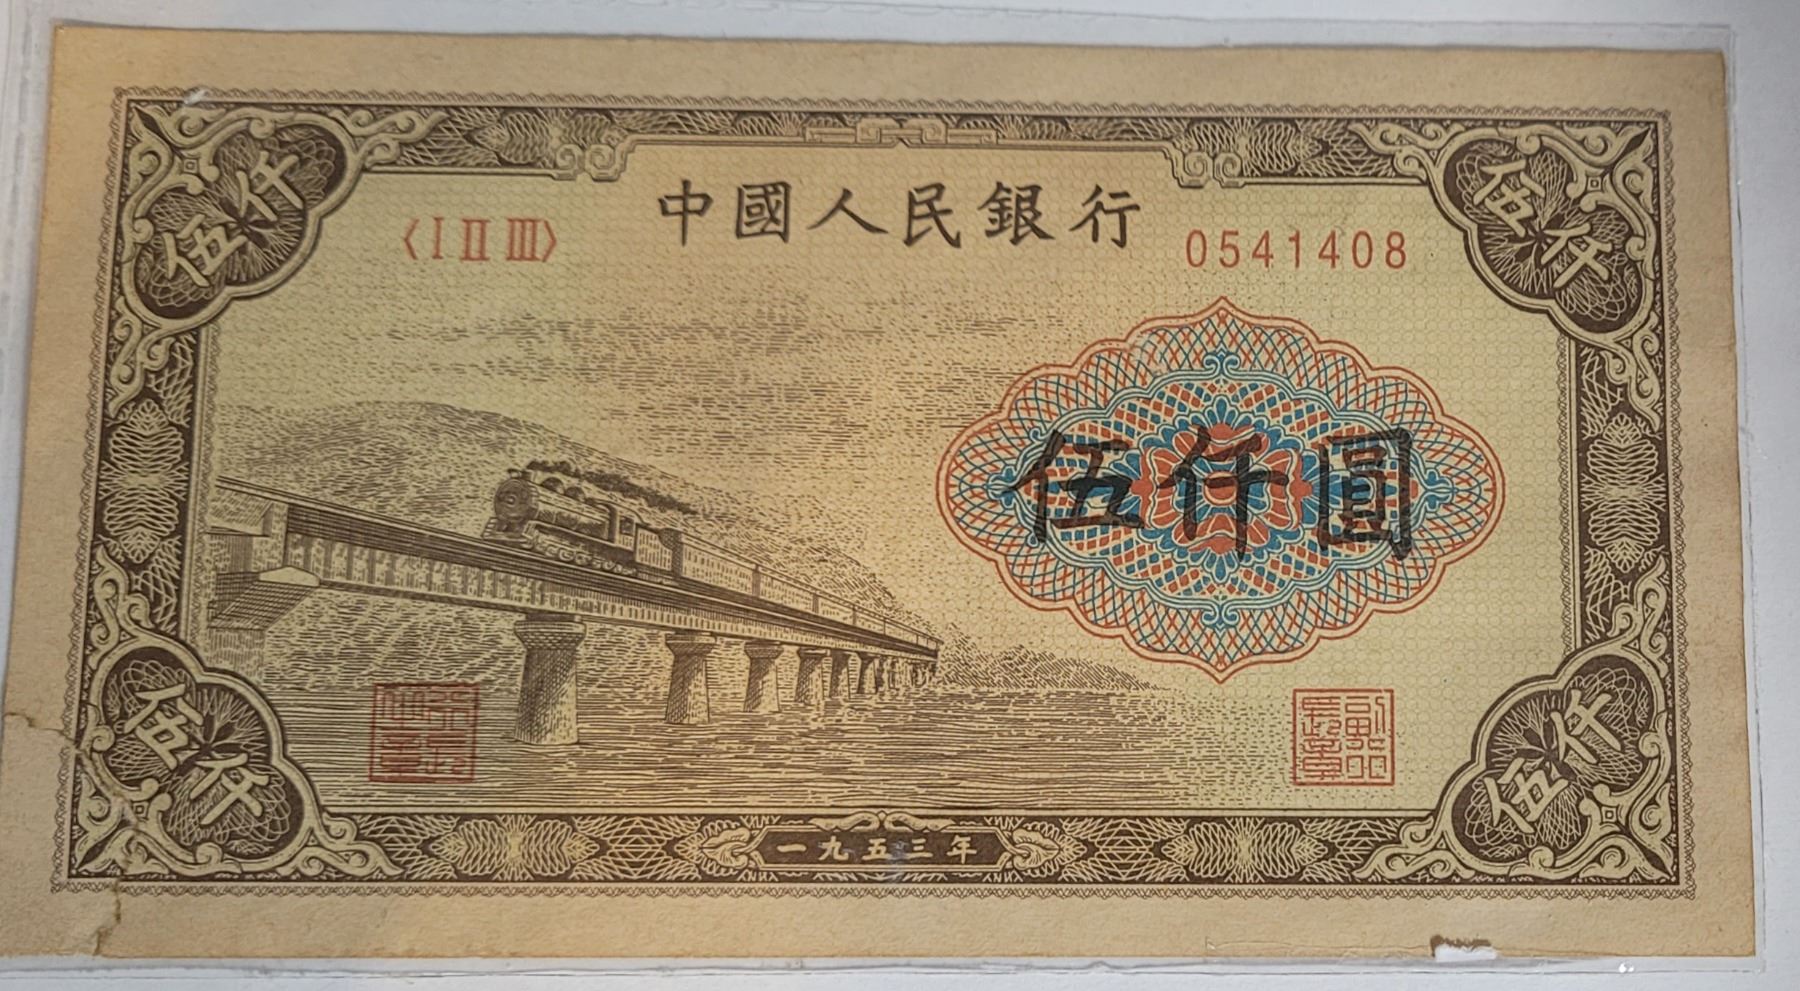 伍仟
伍仟
中國人民銀行
〈I II III〉
0541408
伍仟圓
伍仟
一九五三年
伍仟